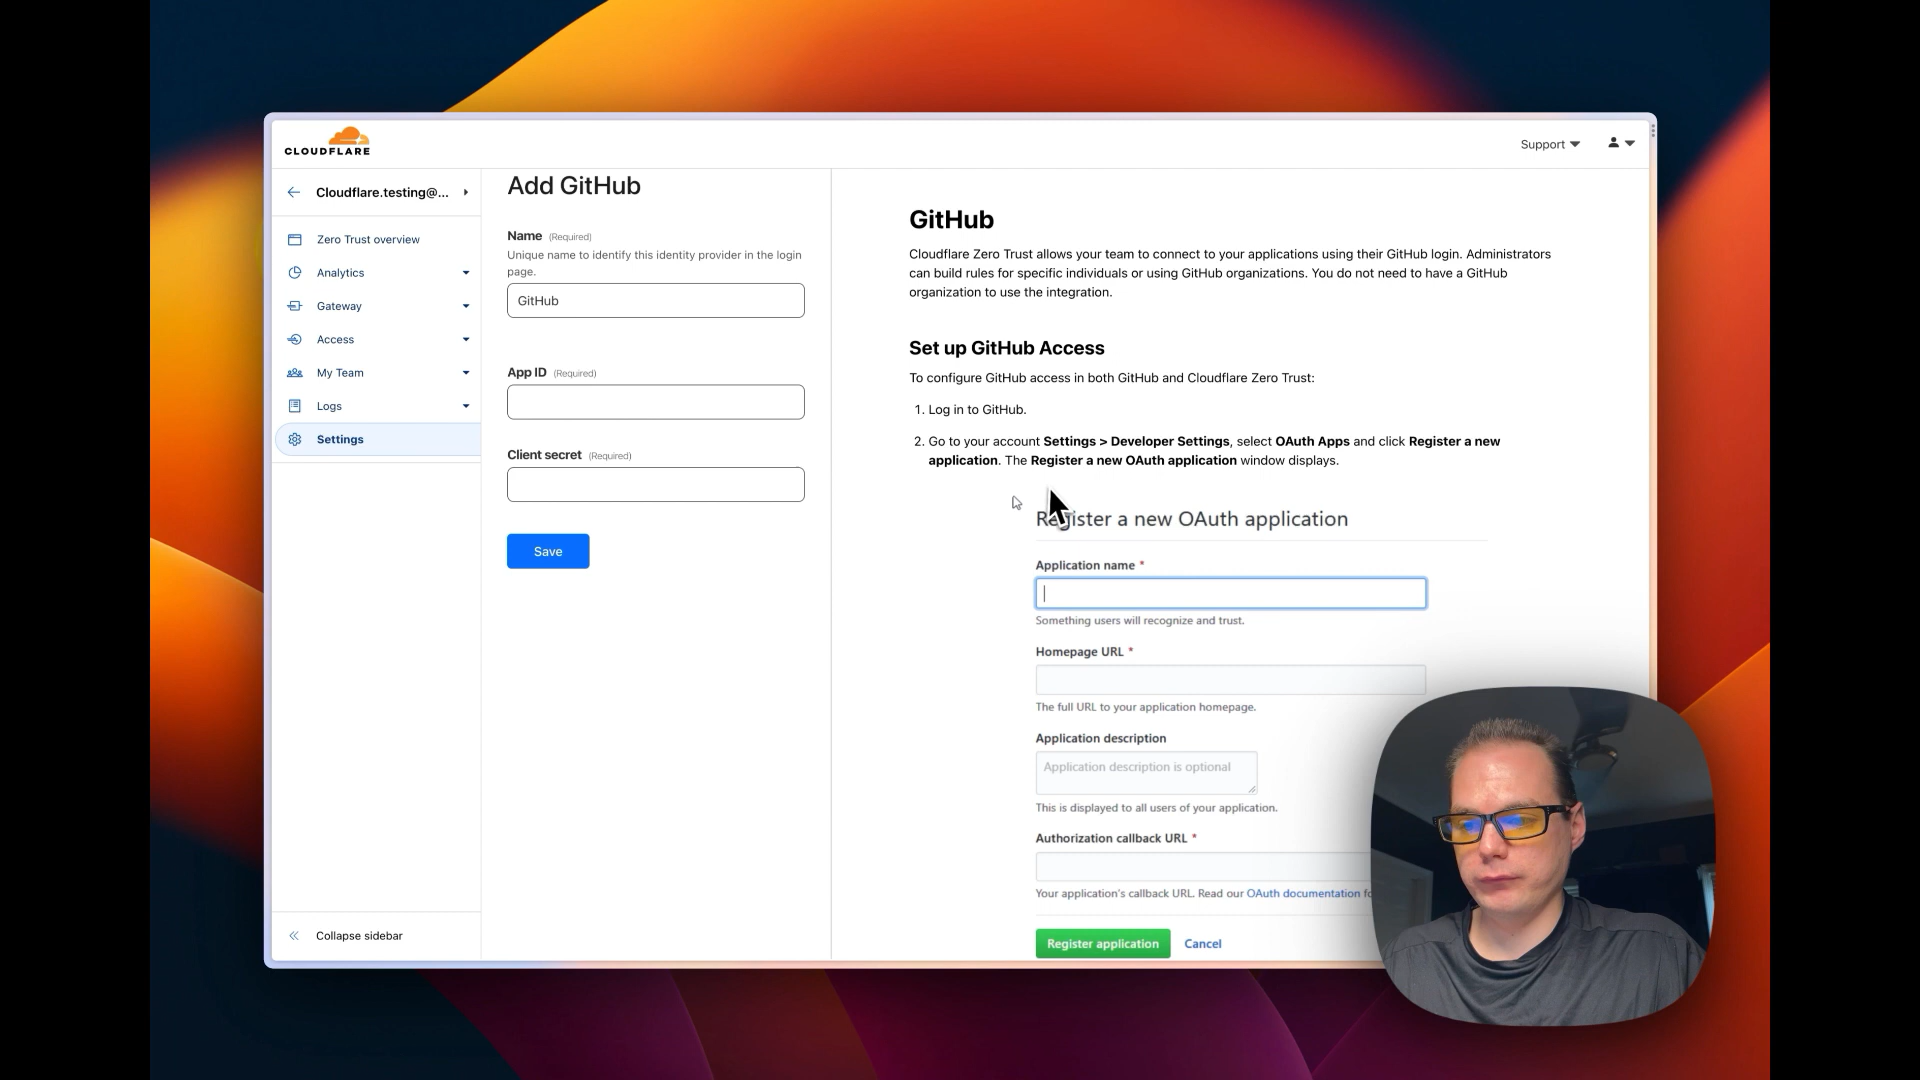 CLOUDFLARE
Support
Cloudflare.testing@...
Zero Trust overview
Analytics
Gateway
Access
My Team
Logs
Settings
Collapse sidebar
Add GitHub
Name (Required)
Unique name to identify this identity provider in the login
page.
GitHub
App ID (Required)
Client secret (Required)
Save
GitHub
Cloudflare Zero Trust allows your team to connect to your applications using their GitHub login. Administrators
can build rules for specific individuals or using GitHub organizations. You do not need to have a GitHub
organization to use the integration.
Set up GitHub Access
To configure GitHub access in both GitHub and Cloudflare Zero Trust:
1. Log in to GitHub.
2. Go to your account Settings > Developer Settings, select OAuth Apps and click Register a new
application. The Register a new OAuth application window displays.
Register a new OAuth application
Application name *
Something users will recognize and trust.
Homepage URL *
The full URL to your application homepage.
Application description
Application description is optional
This is displayed to all users of your application.
Authorization callback URL *
Your application's callback URL. Read our OAuth documentation
Register application Cancel